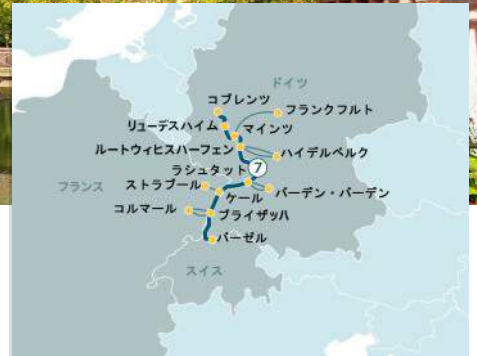 ドイツ
コブレンツ
フランクフルト
リューデスハイム
マインツ
ルートウィヒスハーフェン
ハイデルベルク
ラシュタット
7
フランス
ストラブール
ケール
バーデン・バーデン
コルマール
ブライザッハ
バーゼル
スイス